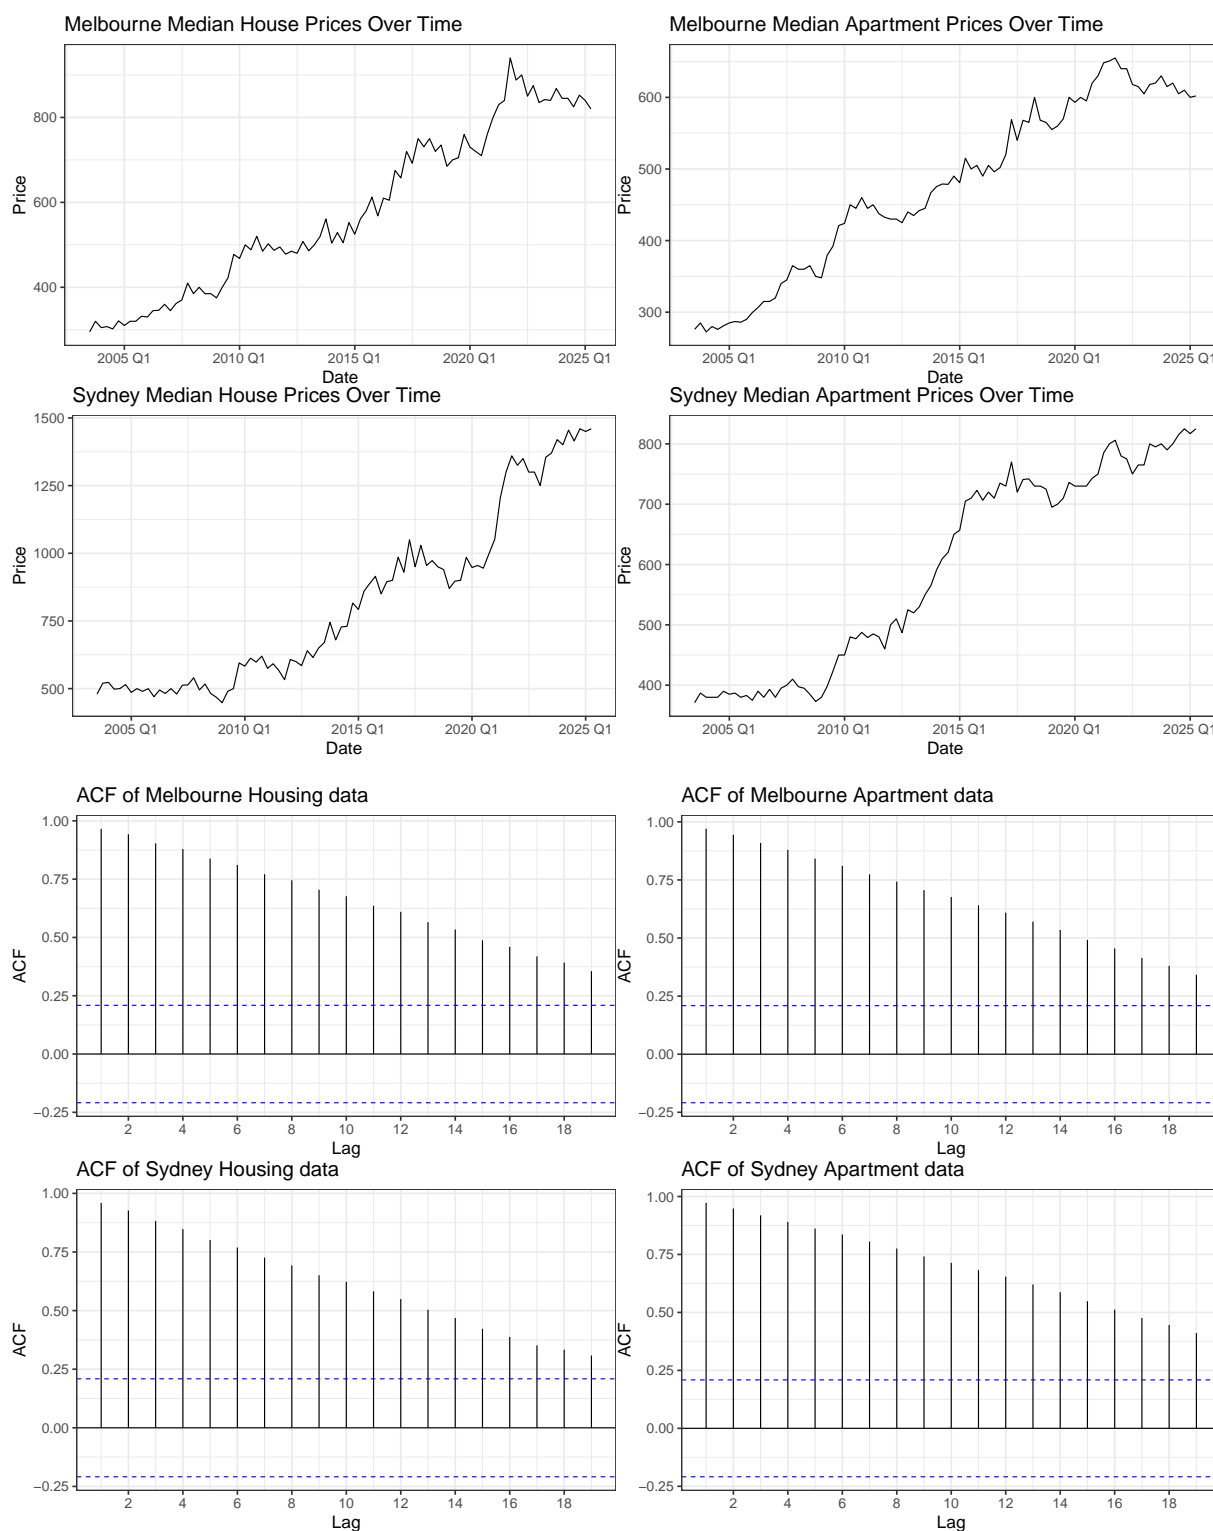 Melbourne Median House Prices Over Time
Price
800
600
400
2005 Q1 2010 Q1 2015 Q1 2020 Q1 2025 Q1
Date
Melbourne Median Apartment Prices Over Time
Price
600
500
400
300
2005 Q1 2010 Q1 2015 Q1 2020 Q1 2025 Q1
Date
Sydney Median House Prices Over Time
Price
1500
1250
1000
750
500
2005 Q1 2010 Q1 2015 Q1 2020 Q1 2025 Q1
Date
Sydney Median Apartment Prices Over Time
Price
800
700
600
500
400
2005 Q1 2010 Q1 2015 Q1 2020 Q1 2025 Q1
Date
ACF of Melbourne Housing data
ACF
1.00
0.75
0.50
0.25
0.00
−0.25
2 4 6 8 10 12 14 16 18
Lag
ACF of Melbourne Apartment data
ACF
1.00
0.75
0.50
0.25
0.00
−0.25
2 4 6 8 10 12 14 16 18
Lag
ACF of Sydney Housing data
ACF
1.00
0.75
0.50
0.25
0.00
−0.25
2 4 6 8 10 12 14 16 18
Lag
ACF of Sydney Apartment data
ACF
1.00
0.75
0.50
0.25
0.00
−0.25
2 4 6 8 10 12 14 16 18
Lag